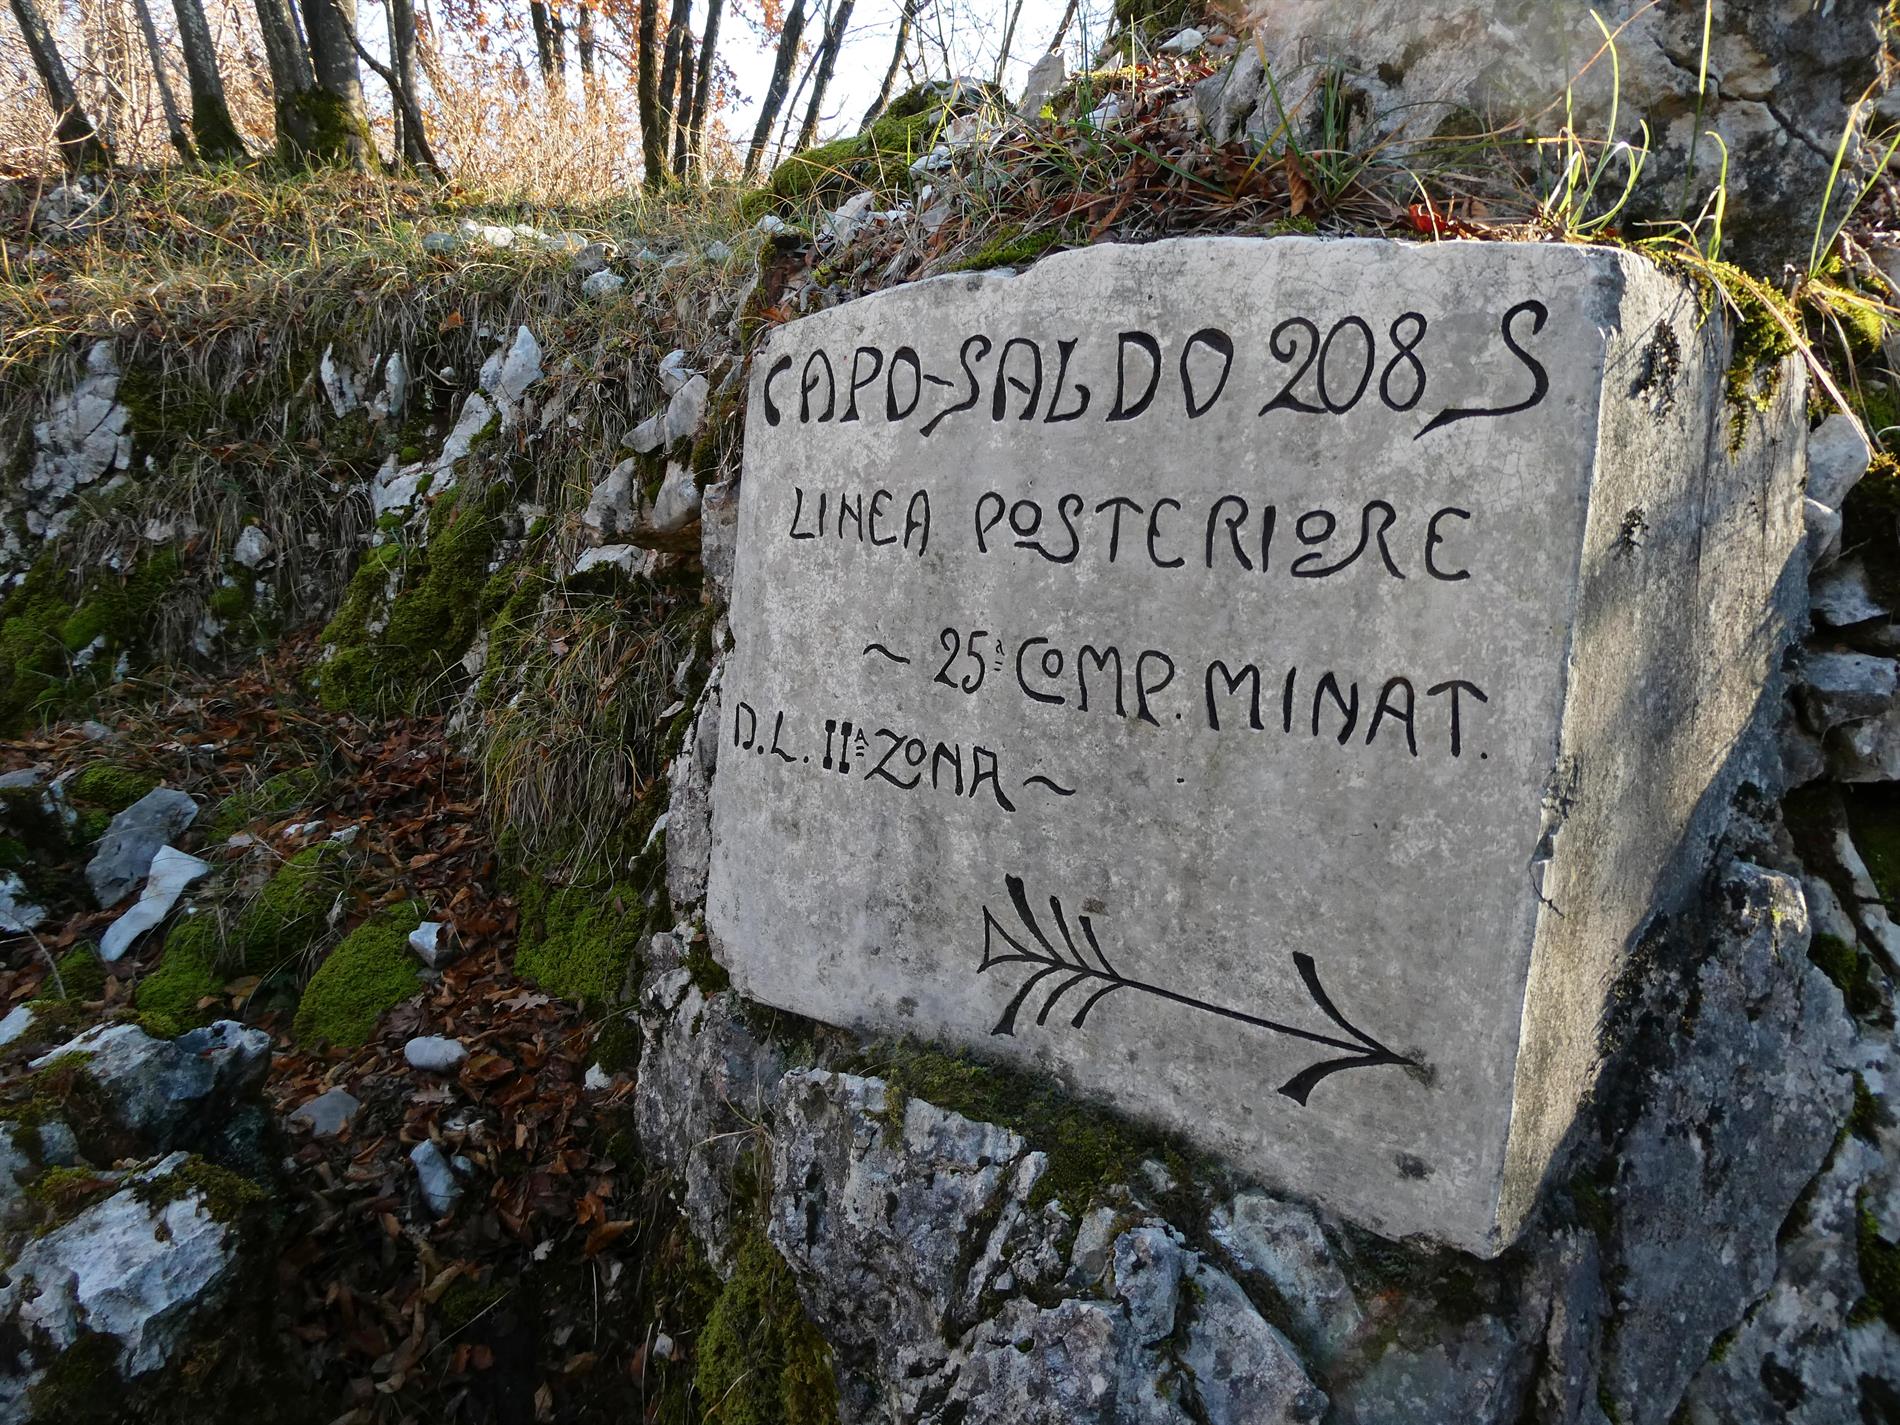 CAPO-SALDO 208 S
LINEA POSTERIORE
~ 25ª COMP. MINAT.
D.L. IIᴬ ZONA ~